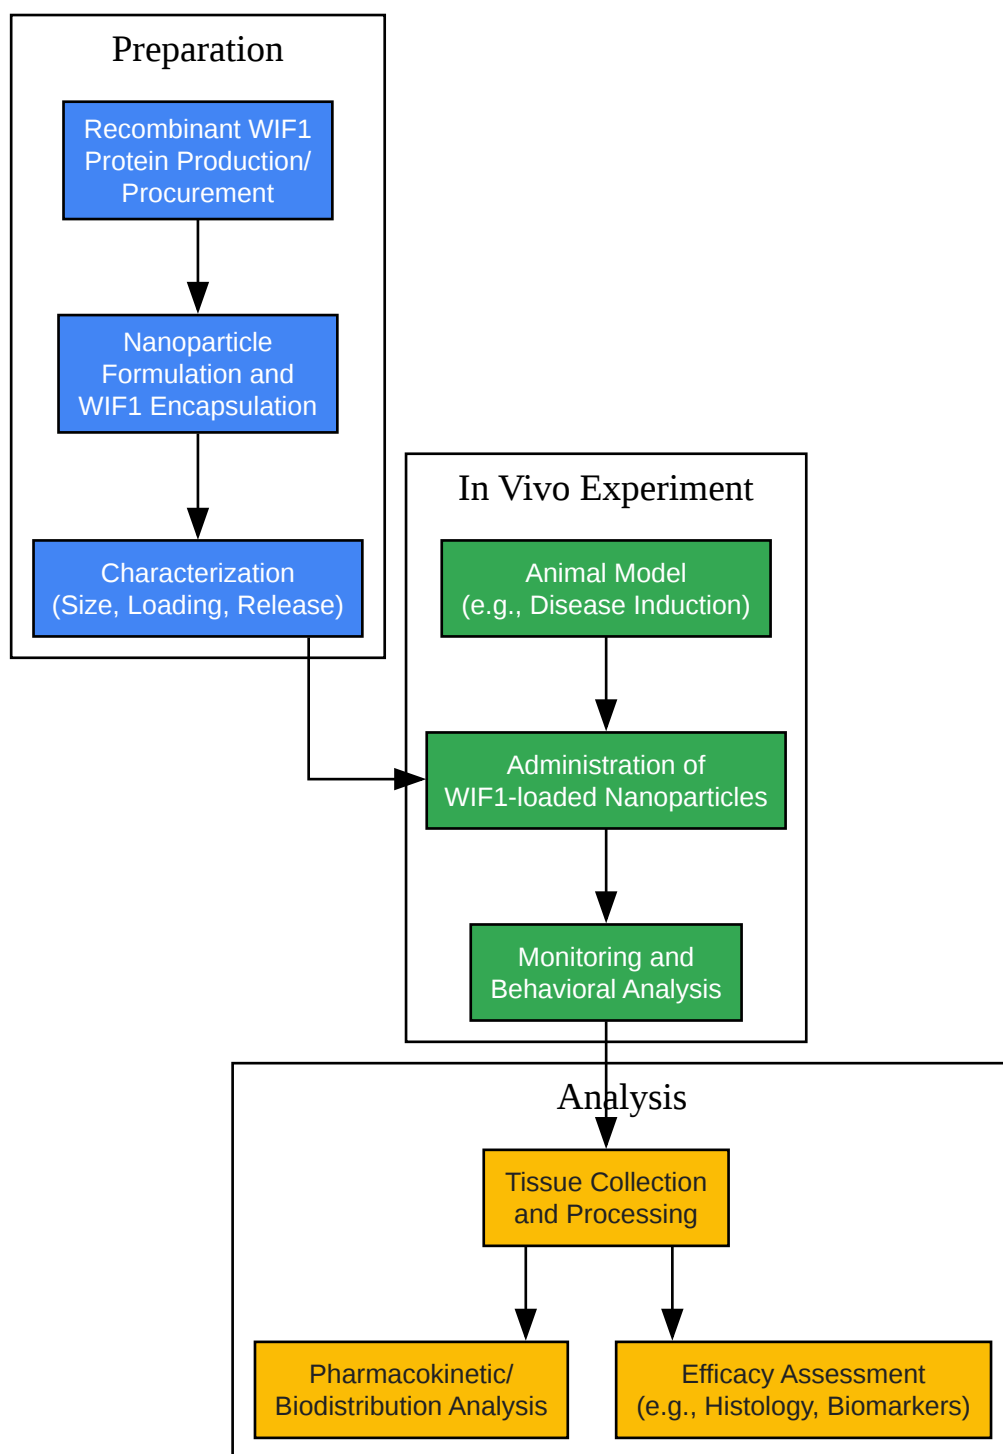 Preparation
Recombinant WIF1
Protein Production/
Procurement
Nanoparticle
Formulation and
WIF1 Encapsulation
Characterization
(Size, Loading, Release)
In Vivo Experiment
Animal Model
(e.g., Disease Induction)
Administration of
WIF1-loaded Nanoparticles
Monitoring and
Behavioral Analysis
Analysis
Tissue Collection
and Processing
Pharmacokinetic/
Biodistribution Analysis
Efficacy Assessment
(e.g., Histology, Biomarkers)